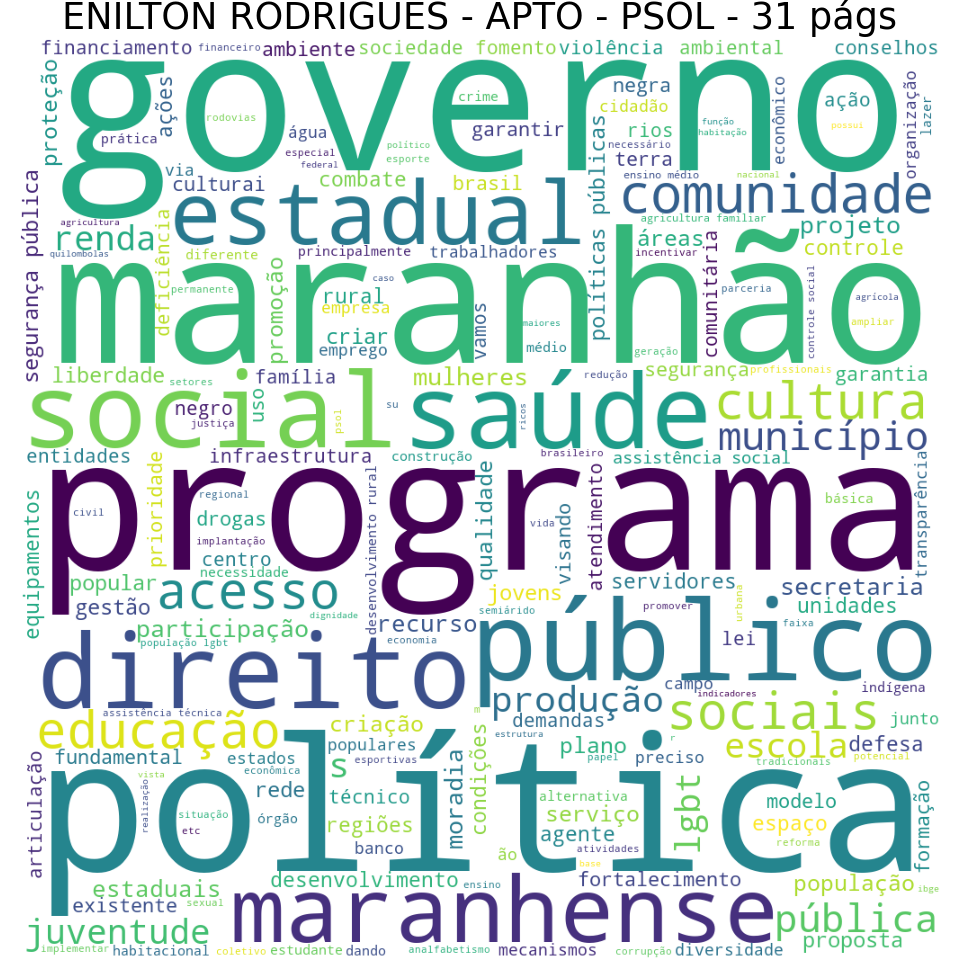 ENILTON RODRIGUES - APTO - PSOL - 31 págs
financiamento financeiro ambiente sociedade fomento violência ambiental conselhos
governo
proteção ações prática rodovias água especial federal político esporte crime garantir negra cidadão rios necessário função habitação terra ensino médio nacional econômico ação possui organização lazer
via culturai combate brasil políticas públicas
segurança pública
estadual
comunidade
agricultura quilombolas renda deficiência diferente principalmente trabalhadores agricultura familiar áreas incentivar projeto controle
maranhão
permanente promoção rural empresa criar emprego caso vamos maiores médio geração comunitária parceria controle social agrícola ampliar
liberdade setores família mulheres redução segurança profissionais garantia
social
saúde
cultura
negro justiça uso psol su ricos município
entidades infraestrutura construção brasileiro assistência social
programa
equipamentos civil prioridade regional implantação drogas centro necessidade desenvolvimento rural qualidade vida visando atendimento básica transparência
popular gestão acesso dignidade recurso jovens semiárido servidores promover urbana secretaria unidades faixa
participação população lgbt economia lei
direito
público
produção campo indicadores indígena
assistência técnica demandas estrutura m sociais junto
educação criação populares esportivas condições plano papel preciso r escola tradicionais defesa potencial
fundamental estados econômica s moradia
política
articulação vista realização situação etc rede órgão técnico regiões banco alternativa serviço agente atividades base ão lgbt modelo espaço reforma formação
desenvolvimento ensino fortalecimento população ibge
estaduais existente sexual
maranhense
pública
juventude proposta
implementar habitacional coletivo estudante dando analfabetismo mecanismos corrupção diversidade